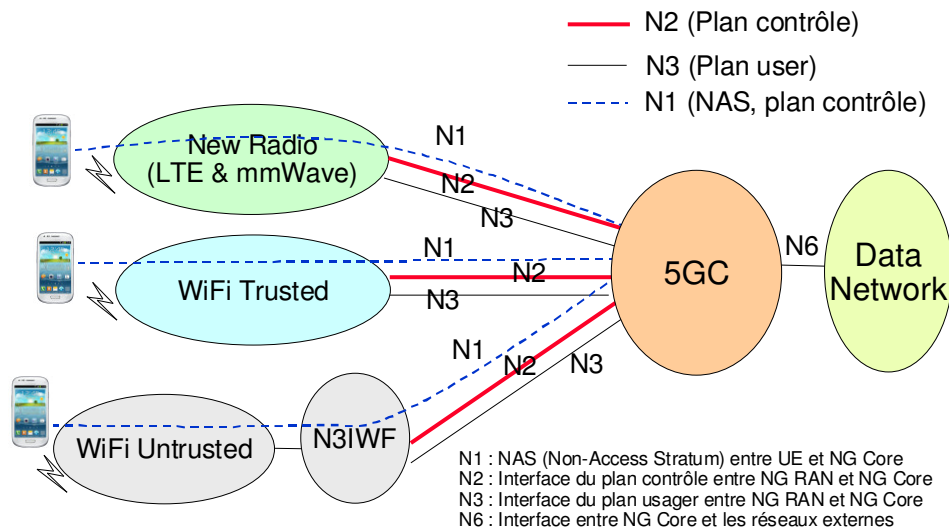 N2 (Plan contrôle)
N3 (Plan user)
N1 (NAS, plan contrôle)
New Radio
(LTE & mmWave)
N1
N2
N3
WiFi Trusted
N1
N2
N3
WiFi Untrusted
N3IWF
N1
N2
N3
5GC
N6
Data
Network
N1 : NAS (Non-Access Stratum) entre UE et NG Core
N2 : Interface du plan contrôle entre NG RAN et NG Core
N3 : Interface du plan usager entre NG RAN et NG Core
N6 : Interface entre NG Core et les réseaux externes